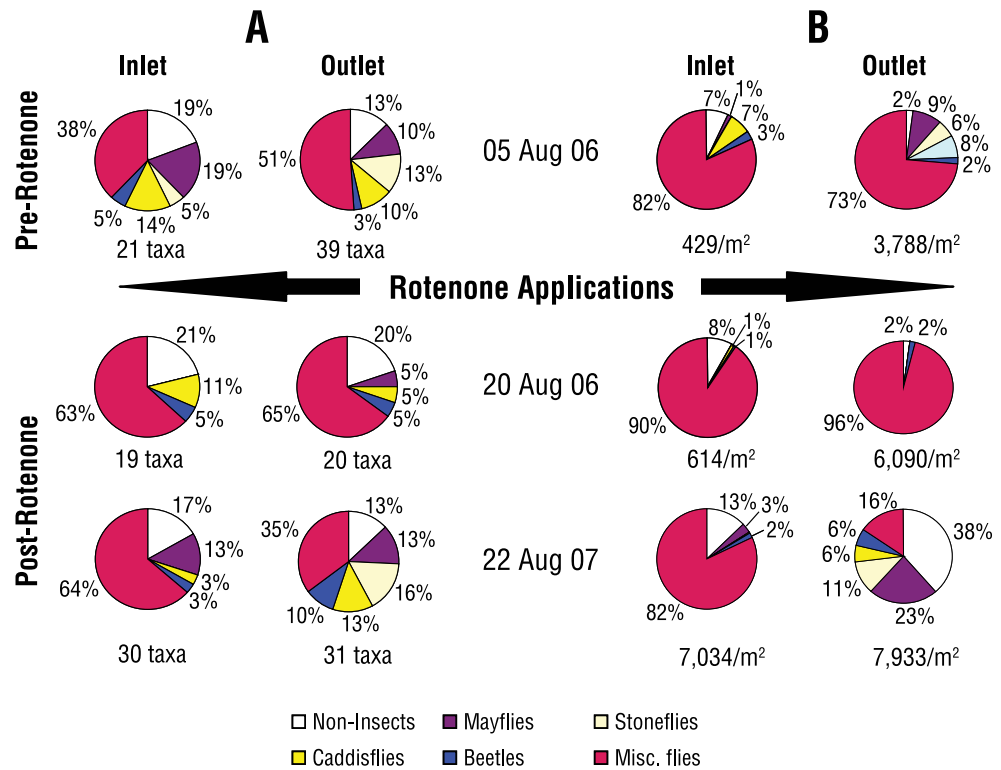 A
B
Inlet
Outlet
Inlet
Outlet
Pre-Rotenone
05 Aug 06
19%
19%
5%
14%
5%
38%
21 taxa
13%
10%
13%
10%
3%
51%
39 taxa
7%
1%
7%
3%
82%
429/m²
2%
9%
6%
8%
2%
73%
3,788/m²
Rotenone Applications
Post-Rotenone
20 Aug 06
21%
11%
5%
63%
19 taxa
20%
5%
5%
5%
65%
20 taxa
8%
1%
1%
90%
614/m²
2%
2%
96%
6,090/m²
22 Aug 07
17%
13%
3%
3%
64%
30 taxa
13%
13%
16%
13%
10%
35%
31 taxa
13%
3%
2%
82%
7,034/m²
38%
23%
11%
6%
6%
16%
7,933/m²
Non-Insects
Mayflies
Stoneflies
Caddisflies
Beetles
Misc. flies